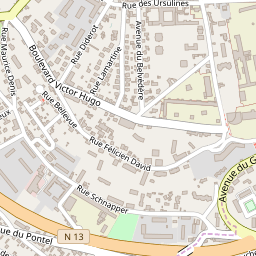 Rue des Ursulines
Rue Diderot
Rue Lamartine
Avenue du Belvédère
Rue Maurice Denis
Boulevard Victor Hugo
Rue Bellevue
Rue Félicien David
Rue Schnapper
Avenue du G
N 13
ue du Pontel
eux